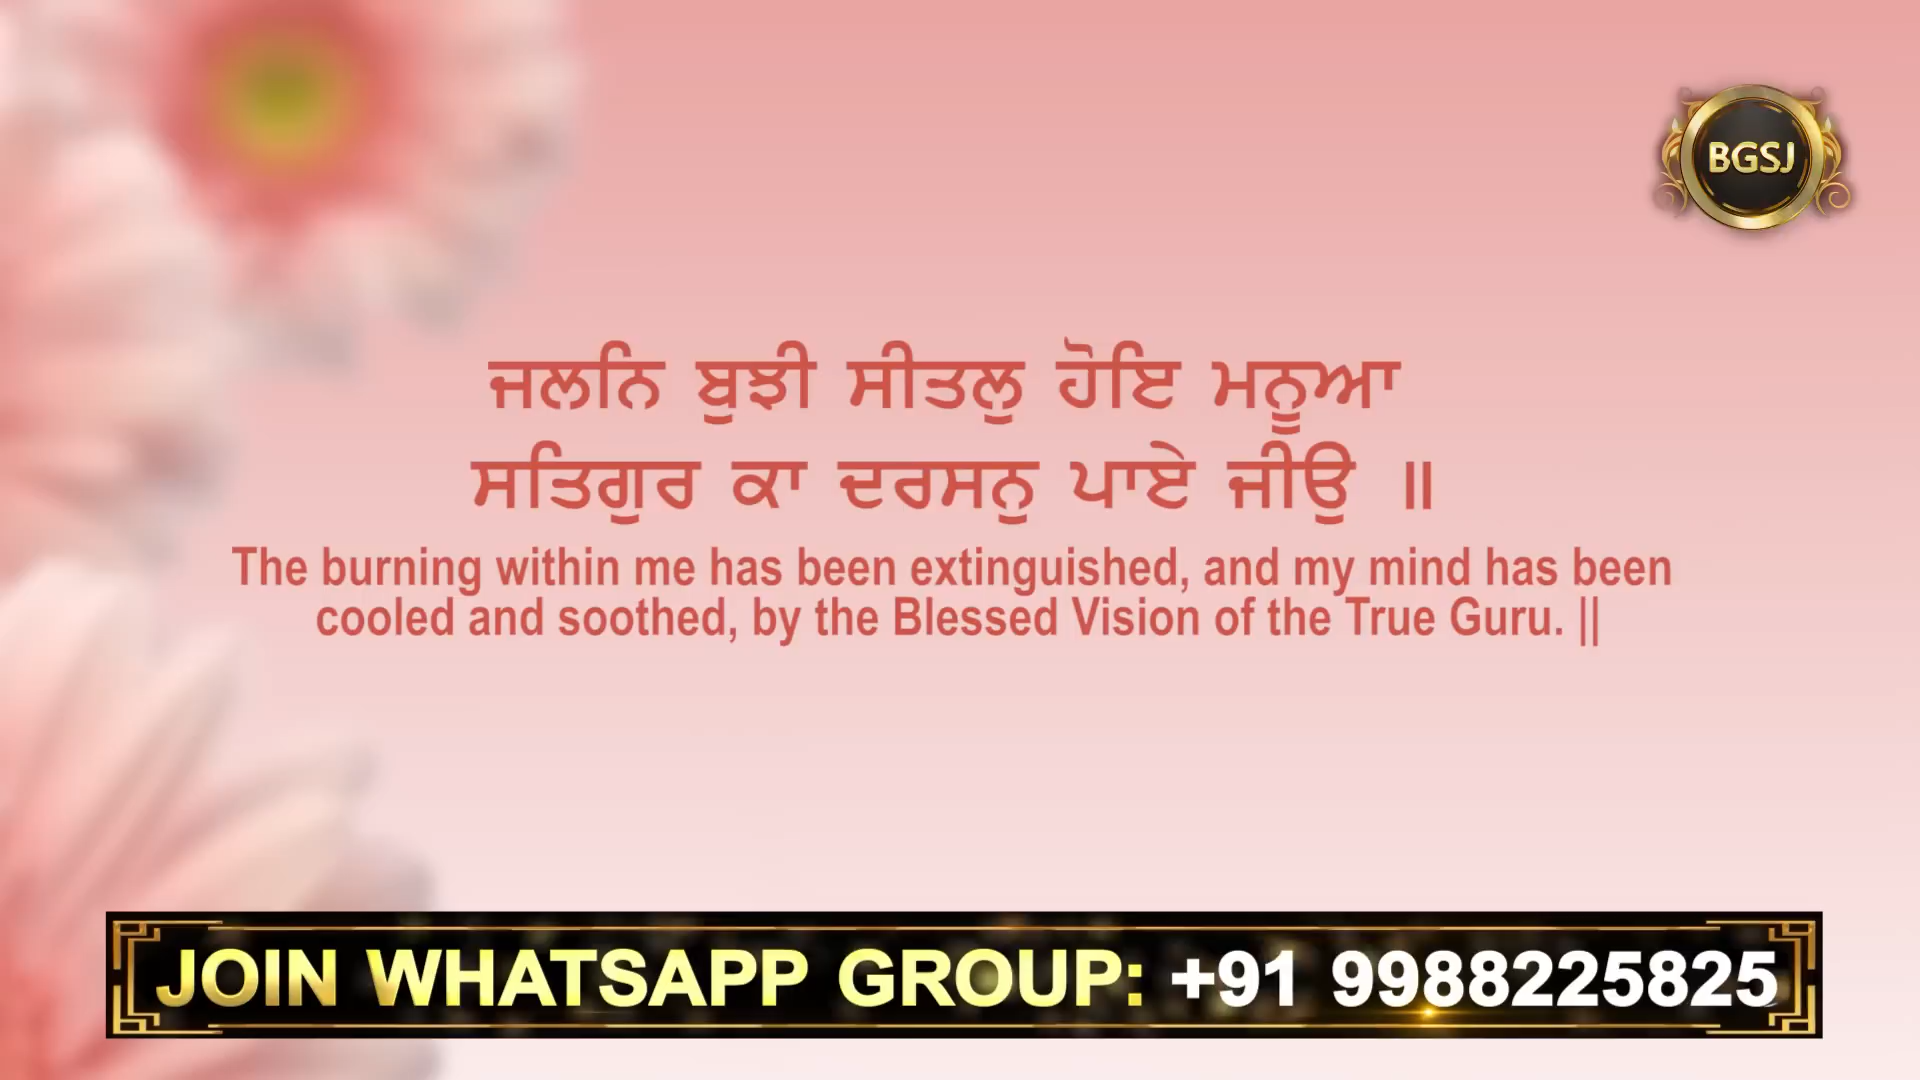 BGSJ
ਜਲਨਿ ਬੁਝੀ ਸੀਤਲੁ ਹੋਇ ਮਨੂਆ
ਸਤਿਗੁਰ ਕਾ ਦਰਸਨੁ ਪਾਏ ਜੀਉ ॥
The burning within me has been extinguished, and my mind has been
cooled and soothed, by the Blessed Vision of the True Guru. ||
JOIN WHATSAPP GROUP: +91 9988225825